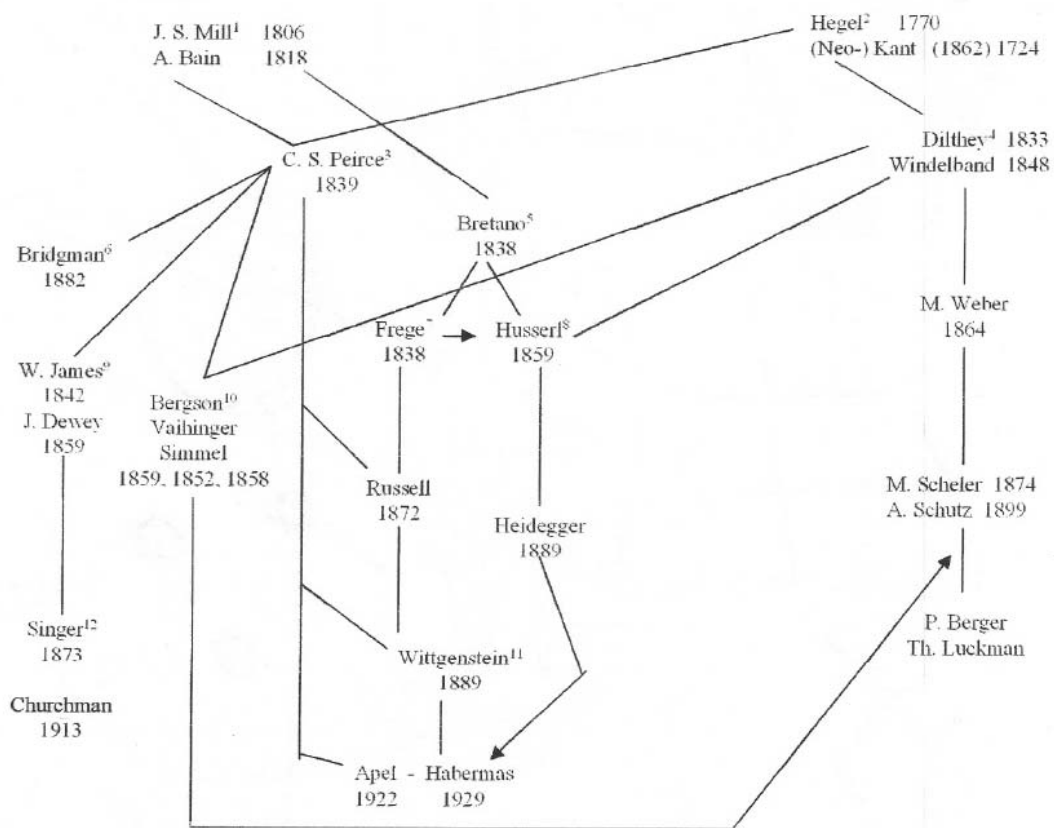 J. S. Mill¹ 1806
A. Bain 1818
Hegel² 1770
(Neo-) Kant (1862) 1724
C. S. Peirce³
1839
Dilthey⁴ 1833
Windelband 1848
Bretano⁵
1838
Bridgman⁶
1882
M. Weber
1864
Frege⁷
1838
Husserl⁸
1859
W. James⁹
1842
J. Dewey
1859
Bergson¹⁰
Vaihinger
Simmel
1859, 1852, 1858
Russell
1872
Heidegger
1889
M. Scheler 1874
A. Schutz 1899
Singer¹²
1873
Wittgenstein¹¹
1889
P. Berger
Th. Luckman
Churchman
1913
Apel - Habermas
1922 1929